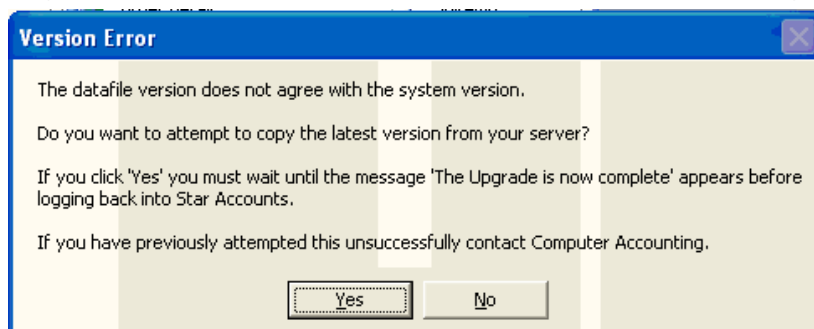 Version Error
The datafile version does not agree with the system version.
Do you want to attempt to copy the latest version from your server?
If you click 'Yes' you must wait until the message 'The Upgrade is now complete' appears before
logging back into Star Accounts.
If you have previously attempted this unsuccessfully contact Computer Accounting.
Yes No